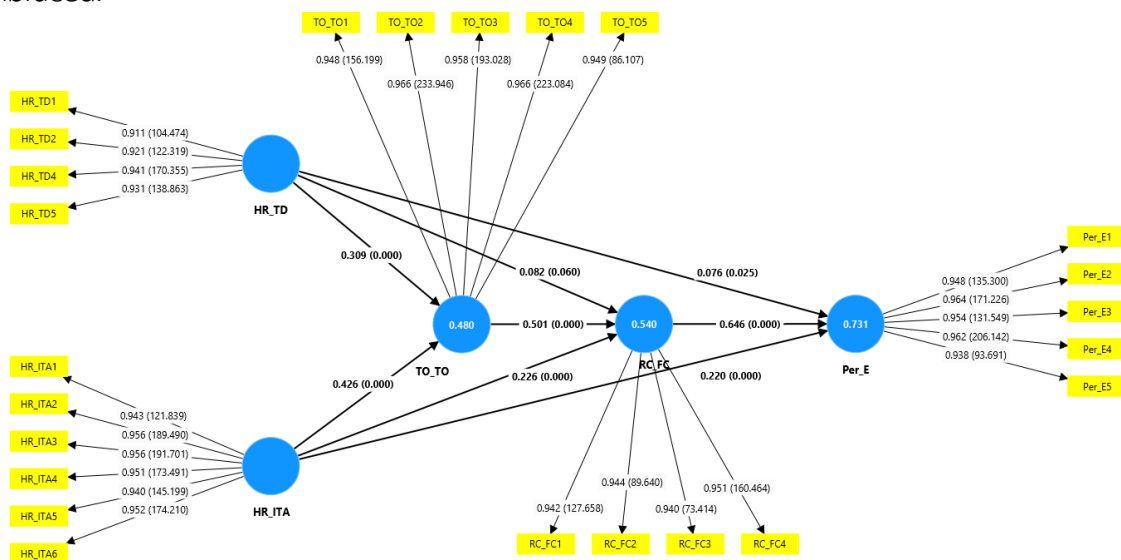 TO_TO1
TO_TO2
TO_TO3
TO_TO4
TO_TO5
0.948 (156.199)
0.966 (233.946)
0.958 (193.028)
0.966 (223.084)
0.949 (86.107)
HR_TD1
HR_TD2
HR_TD4
HR_TD5
0.911 (104.474)
0.921 (122.319)
0.941 (170.355)
0.931 (138.863)
HR_TD
0.309 (0.000)
0.082 (0.060)
0.076 (0.025)
0.480
TO_TO
0.501 (0.000)
0.540
RC_FC
0.646 (0.000)
0.731
Per_E
0.426 (0.000)
0.226 (0.000)
0.220 (0.000)
Per_E1
Per_E2
Per_E3
Per_E4
Per_E5
0.948 (135.300)
0.964 (171.226)
0.954 (131.549)
0.962 (206.142)
0.938 (93.691)
HR_ITA1
HR_ITA2
HR_ITA3
HR_ITA4
HR_ITA5
HR_ITA6
0.943 (121.839)
0.956 (189.490)
0.956 (191.701)
0.951 (173.491)
0.940 (145.199)
0.952 (174.210)
HR_ITA
0.942 (127.658)
0.944 (89.640)
0.940 (73.414)
0.951 (160.464)
RC_FC1
RC_FC2
RC_FC3
RC_FC4